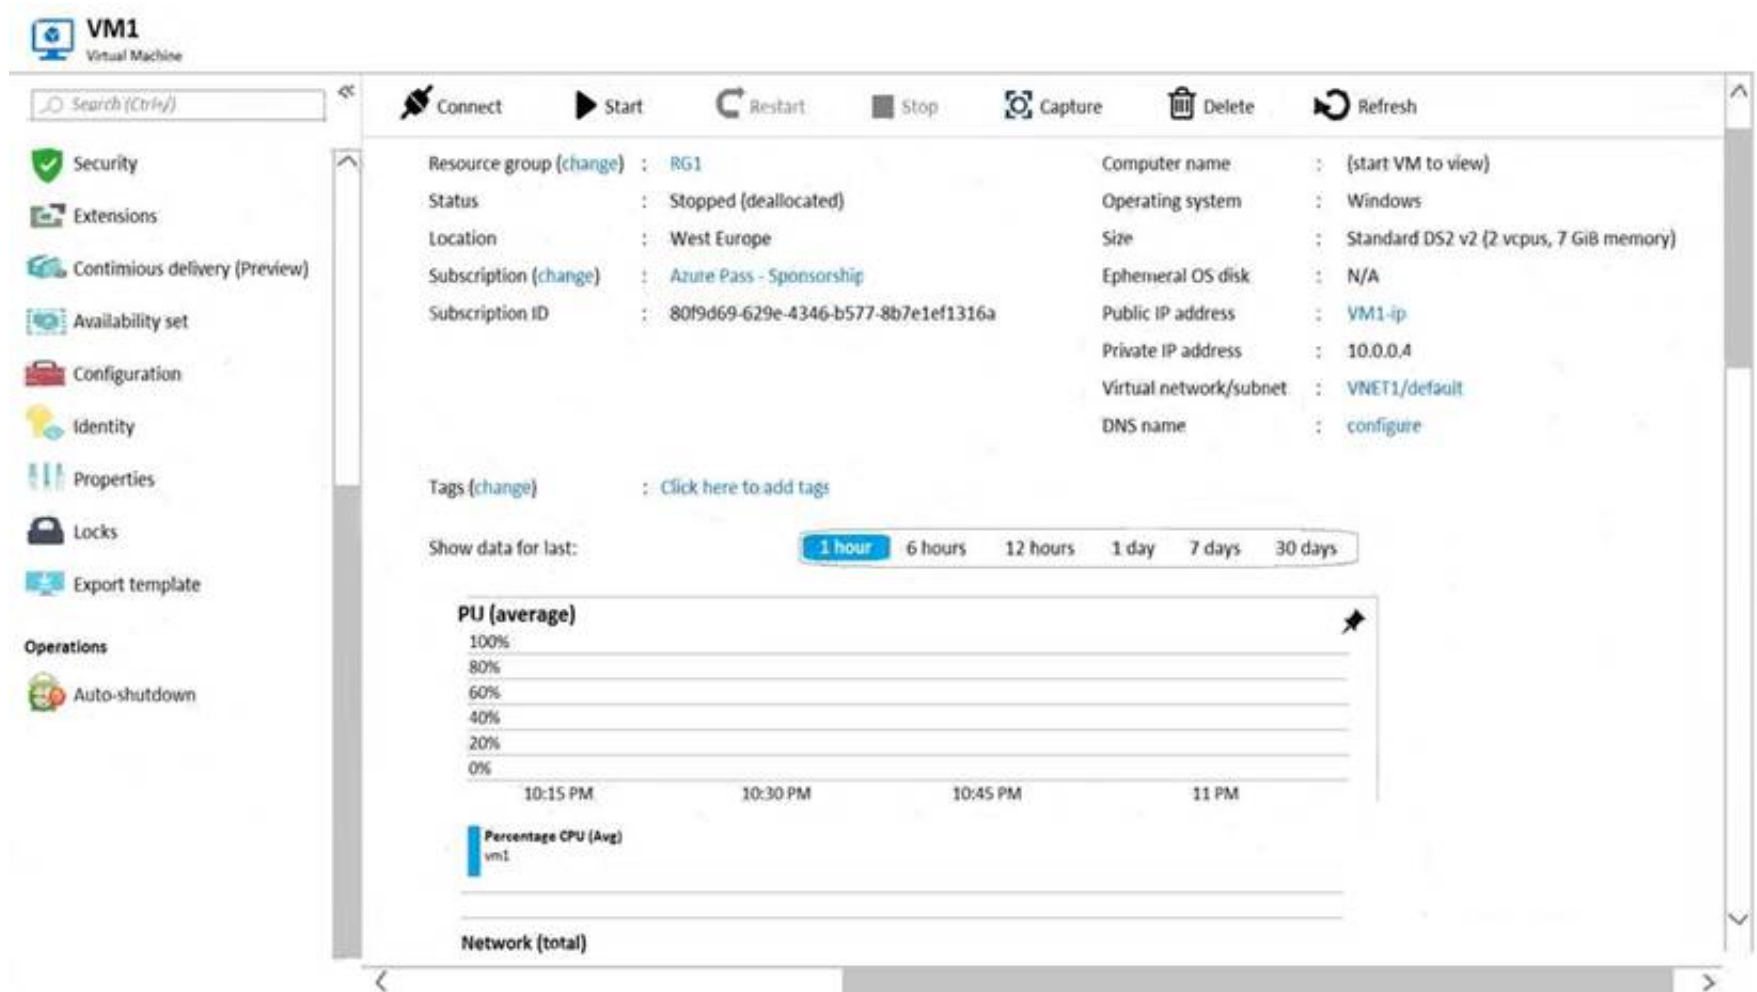 VM1
Virtual Machine
Search (Ctrl+/)
Connect Start Restart Stop Capture Delete Refresh
Security
Extensions
Contimious delivery (Preview)
Availability set
Configuration
Identity
Properties
Locks
Export template
Operations
Auto-shutdown
Resource group (change) : RG1
Status : Stopped (deallocated)
Location : West Europe
Subscription (change) : Azure Pass - Sponsorship
Subscription ID : 80f9d69-629e-4346-b577-8b7e1ef1316a
Computer name : (start VM to view)
Operating system : Windows
Size : Standard DS2 v2 (2 vcpus, 7 GiB memory)
Ephemeral OS disk : N/A
Public IP address : VM1-ip
Private IP address : 10.0.0.4
Virtual network/subnet : VNET1/default
DNS name : configure
Tags (change) : Click here to add tags
Show data for last: 1 hour 6 hours 12 hours 1 day 7 days 30 days
PU (average)
100%
80%
60%
40%
20%
0%
10:15 PM 10:30 PM 10:45 PM 11 PM
Percentage CPU (Avg)
vm1
Network (total)